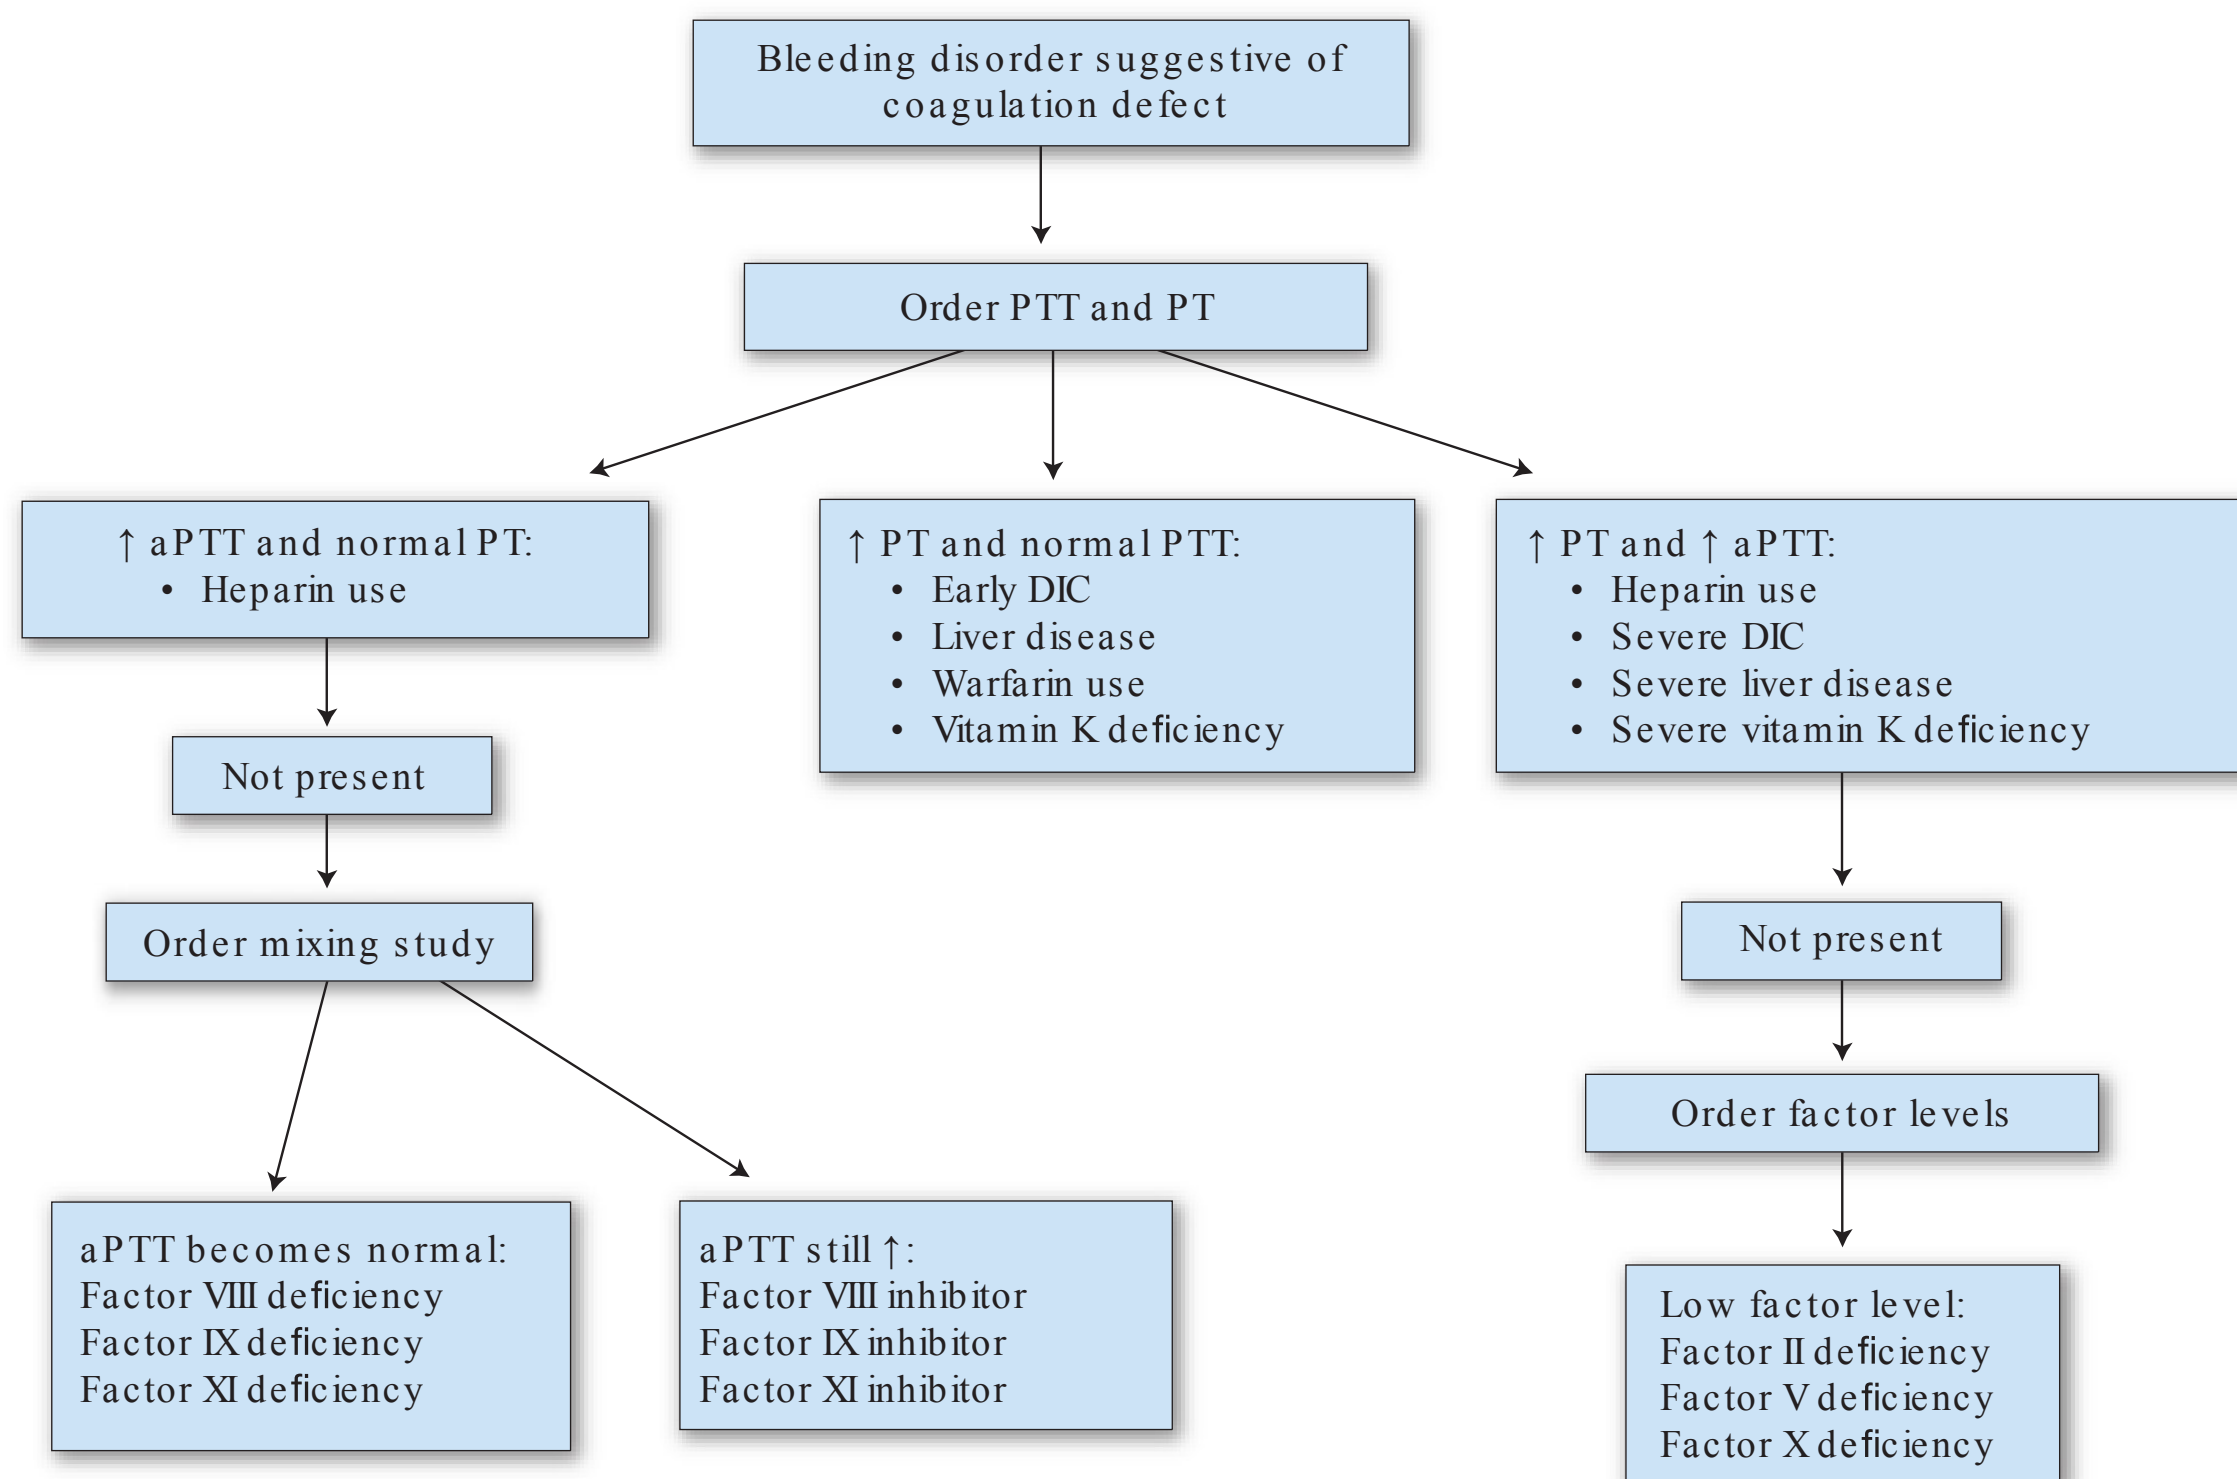 Bleeding disorder suggestive of
coagulation defect
Order PTT and PT
↑ aPTT and normal PT:
• Heparin use
↑ PT and normal PTT:
• Early DIC
• Liver disease
• Warfarin use
• Vitamin K deficiency
↑ PT and ↑ aPTT:
• Heparin use
• Severe DIC
• Severe liver disease
• Severe vitamin K deficiency
Not present
Order mixing study
aPTT becomes normal:
Factor VIII deficiency
Factor IX deficiency
Factor XI deficiency
aPTT still ↑:
Factor VIII inhibitor
Factor IX inhibitor
Factor XI inhibitor
Not present
Order factor levels
Low factor level:
Factor II deficiency
Factor V deficiency
Factor X deficiency